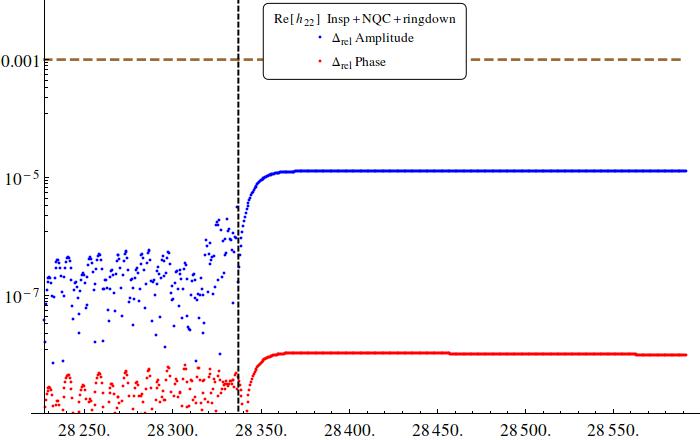 Re[h22] Insp+NQC+ringdown
Δrel Amplitude
Δrel Phase
0.001
10⁻⁵
10⁻⁷
28 250. 28 300. 28 350. 28 400. 28 450. 28 500. 28 550.